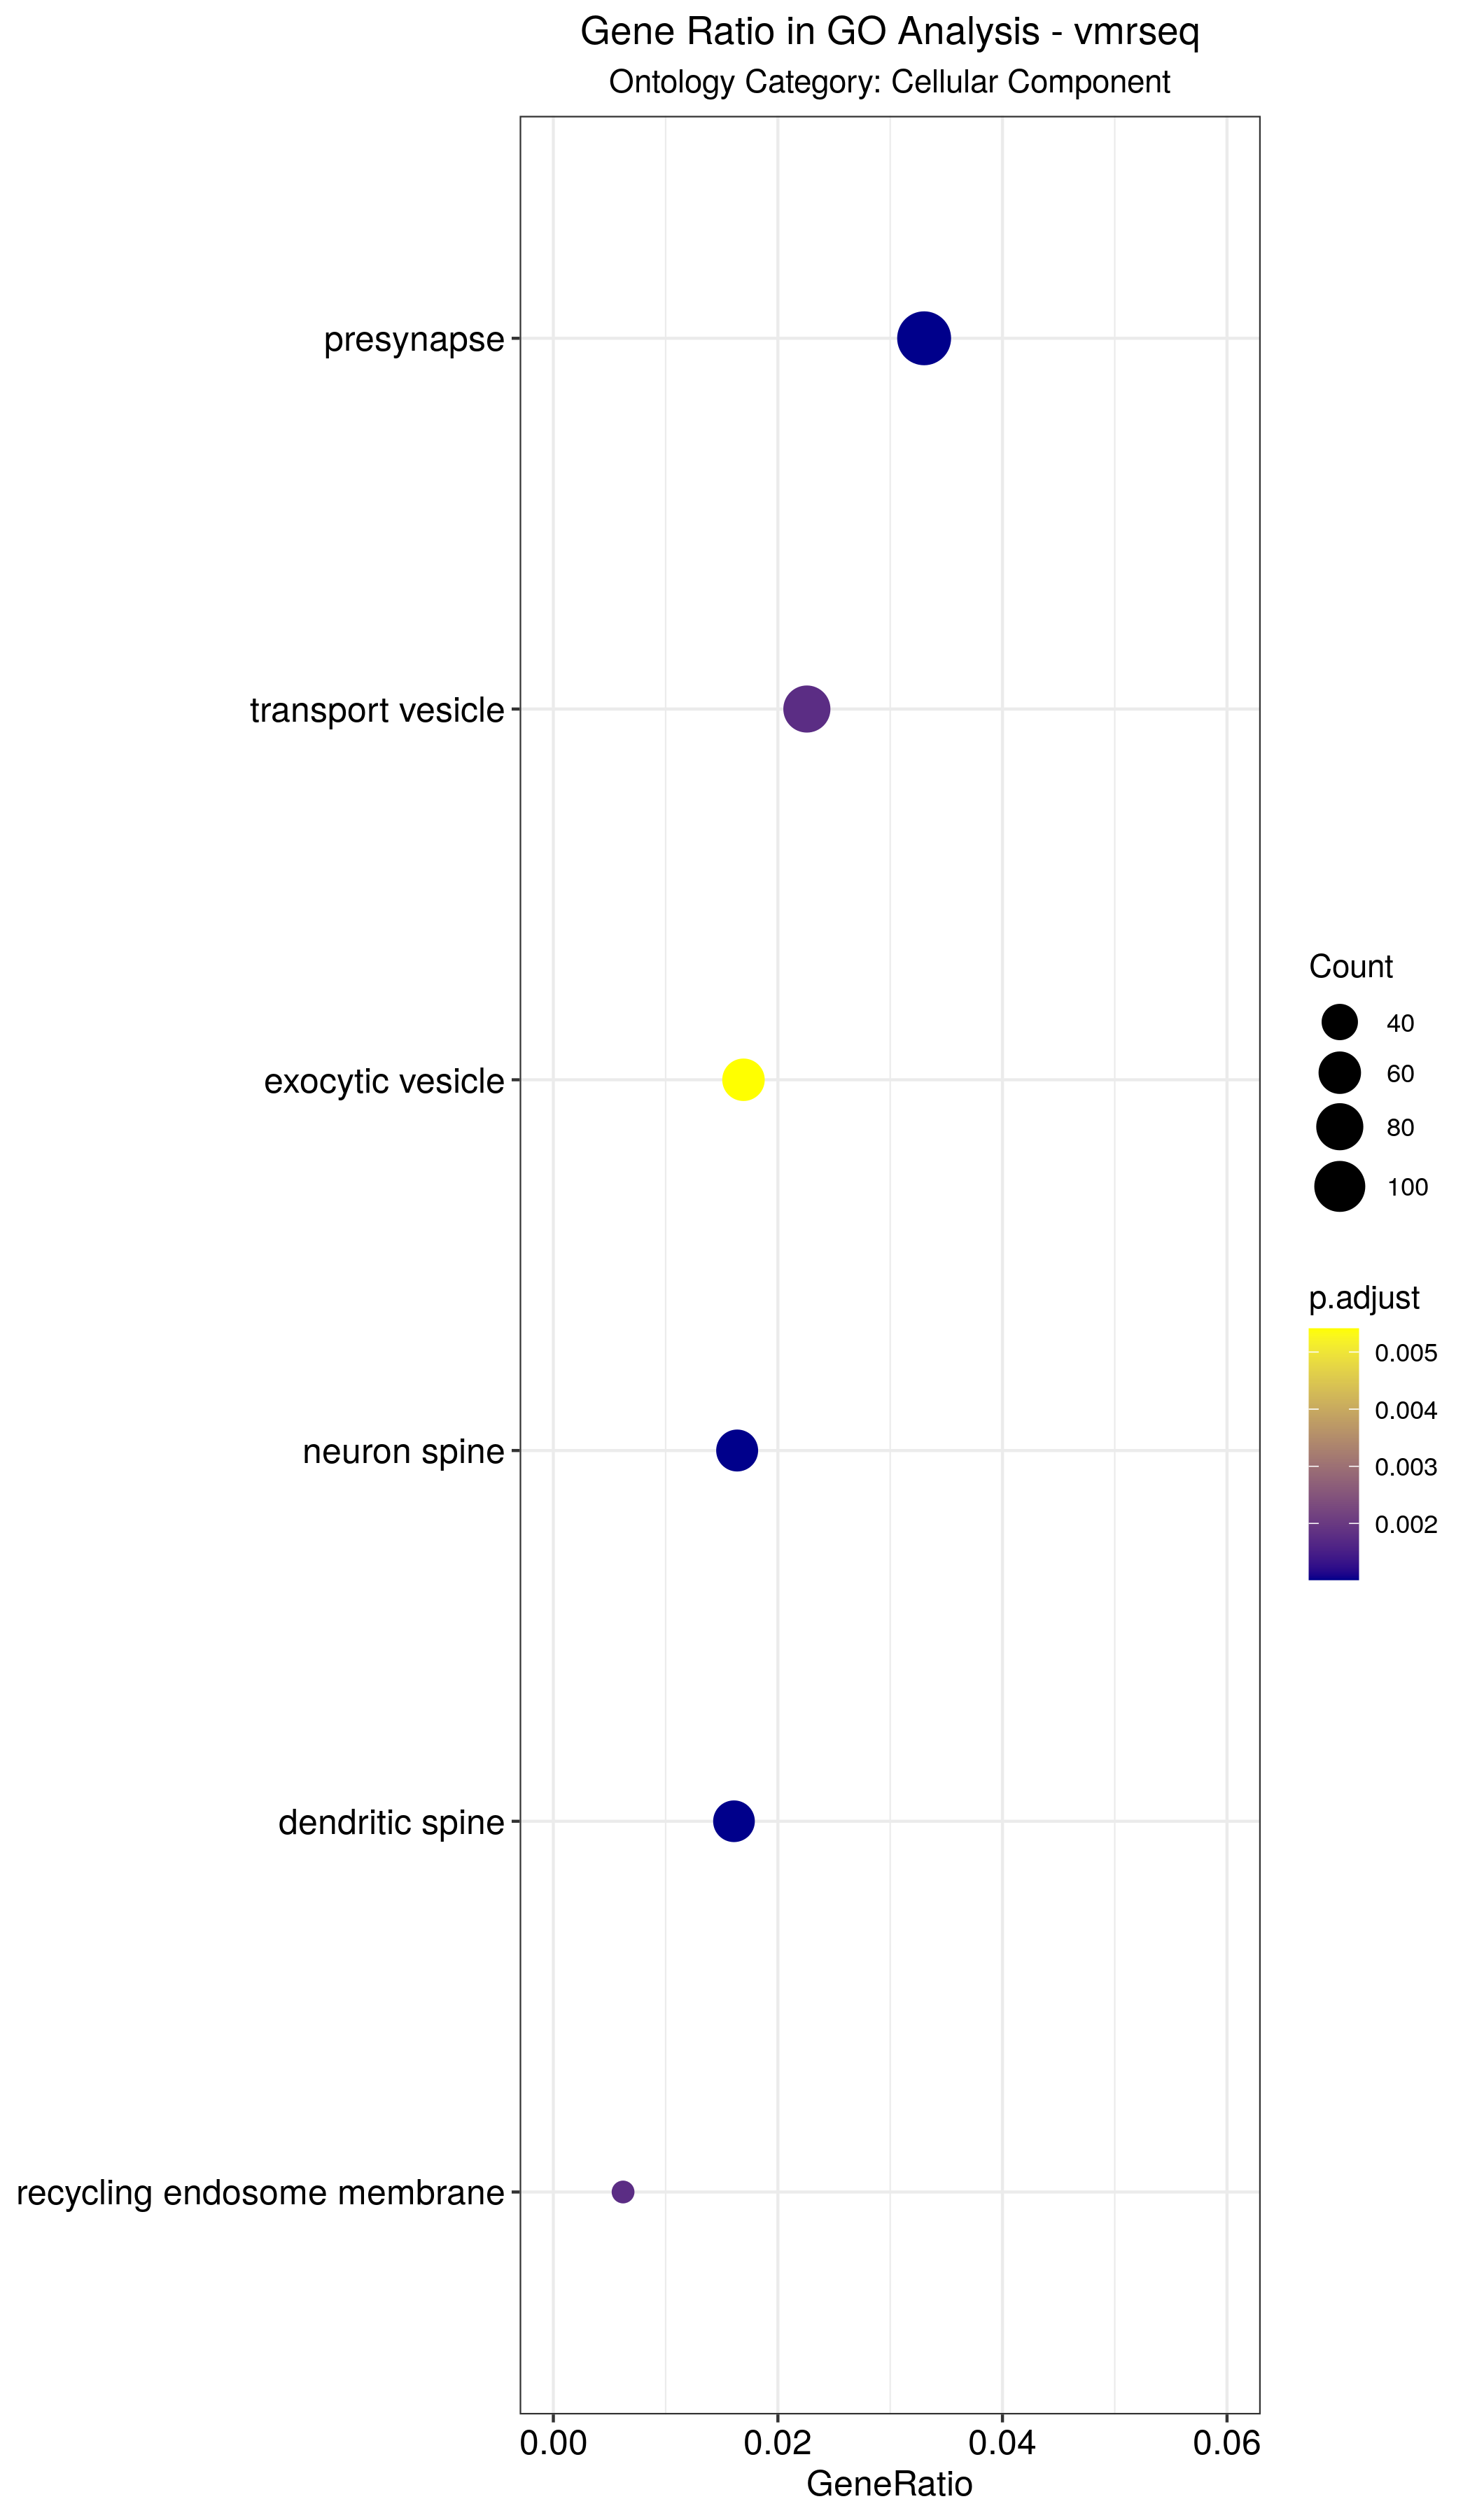 Gene Ratio in GO Analysis - vmrseq
Ontology Category: Cellular Component
presynapse
transport vesicle
exocytic vesicle
neuron spine
dendritic spine
recycling endosome membrane
0.00 0.02 0.04 0.06
GeneRatio
Count
40
60
80
100
p.adjust
0.005
0.004
0.003
0.002